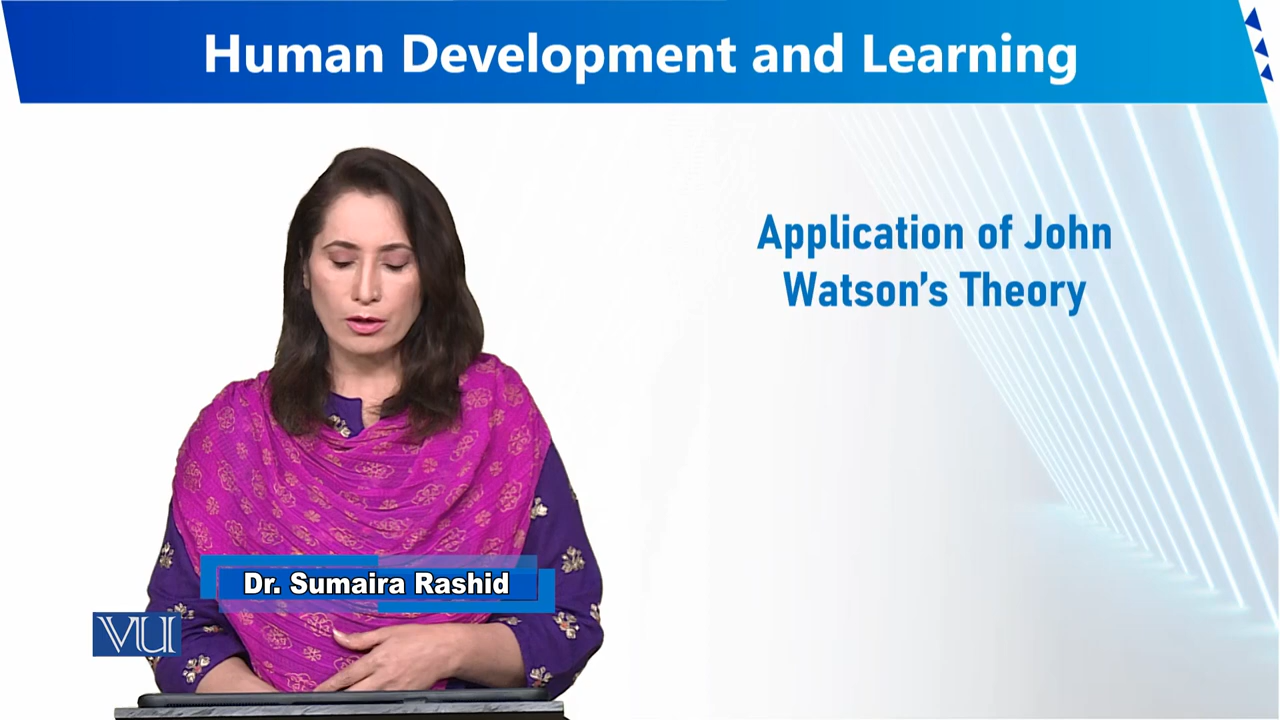 Human Development and Learning
Application of John
Watson's Theory
Dr. Sumaira Rashid
VU